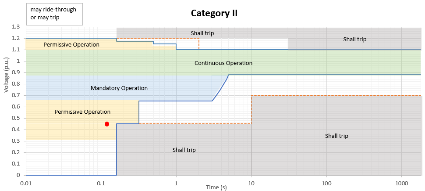 may ride through
or may trip
Category II
1.3
1.2
1.1
1
0.9
0.8
0.7
0.6
0.5
0.4
0.3
0.2
0.1
0
Voltage (p.u.)
Shall trip
Shall trip
Permissive Operation
Continuous Operation
Mandatory Operation
Permissive Operation
Shall trip
Shall trip
0.01
0.1
1
10
100
1000
Time (s)